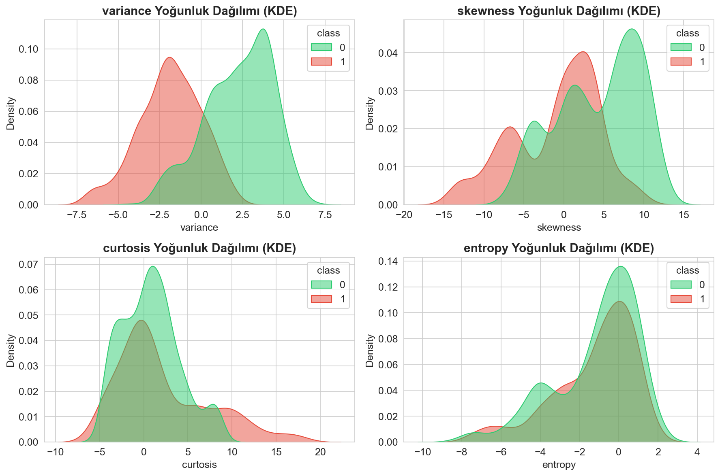 variance Yoğunluk Dağılımı (KDE)
class
0
1
0.10
0.08
0.06
0.04
0.02
0.00
Density
−7.5 −5.0 −2.5 0.0 2.5 5.0 7.5
variance
skewness Yoğunluk Dağılımı (KDE)
class
0
1
0.04
0.03
0.02
0.01
0.00
Density
−20 −15 −10 −5 0 5 10 15
skewness
curtosis Yoğunluk Dağılımı (KDE)
class
0
1
0.07
0.06
0.05
0.04
0.03
0.02
0.01
0.00
Density
−10 −5 0 5 10 15 20
curtosis
entropy Yoğunluk Dağılımı (KDE)
class
0
1
0.14
0.12
0.10
0.08
0.06
0.04
0.02
0.00
Density
−10 −8 −6 −4 −2 0 2 4
entropy